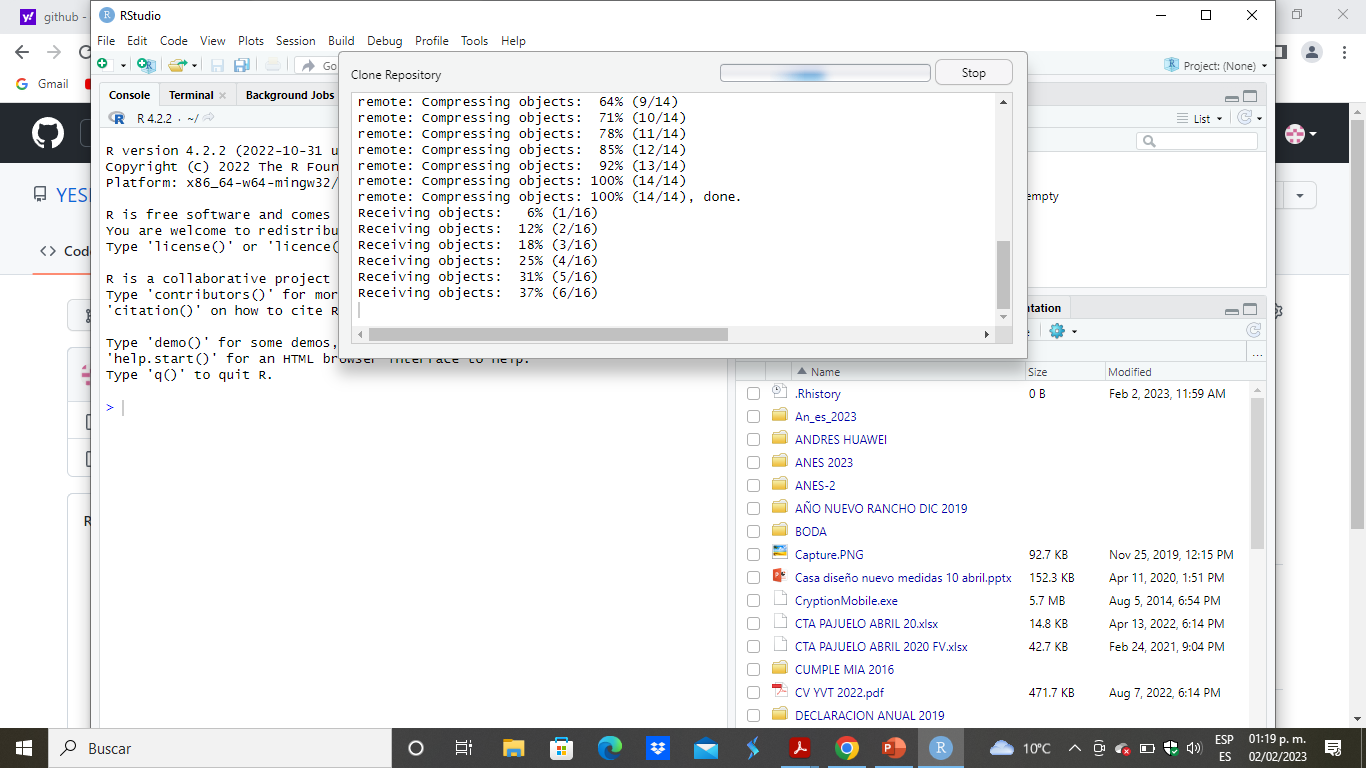 github -
RStudio
File Edit Code View Plots Session Build Debug Profile Tools Help
Go
Project: (None)
Gmail
Clone Repository
Stop
Console Terminal Background Jobs
R 4.2.2 · ~/
List
remote: Compressing objects: 64% (9/14)
remote: Compressing objects: 71% (10/14)
remote: Compressing objects: 78% (11/14)
remote: Compressing objects: 85% (12/14)
remote: Compressing objects: 92% (13/14)
remote: Compressing objects: 100% (14/14)
remote: Compressing objects: 100% (14/14), done.
Receiving objects: 6% (1/16)
Receiving objects: 12% (2/16)
Receiving objects: 18% (3/16)
Receiving objects: 25% (4/16)
Receiving objects: 31% (5/16)
Receiving objects: 37% (6/16)
R version 4.2.2 (2022-10-31 u
Copyright (C) 2022 The R Foun
Platform: x86_64-w64-mingw32/
R is free software and comes
You are welcome to redistribu
Type 'license()' or 'licence(
R is a collaborative project
Type 'contributors()' for mor
'citation()' on how to cite R
Type 'demo()' for some demos,
'help.start()' for an HTML browser interface to help.
Type 'q()' to quit R.
>
YES
Cod
empty
ntation
...
Name Size Modified
.Rhistory 0 B Feb 2, 2023, 11:59 AM
An_es_2023
ANDRES HUAWEI
ANES 2023
ANES-2
AÑO NUEVO RANCHO DIC 2019
BODA
Capture.PNG 92.7 KB Nov 25, 2019, 12:15 PM
Casa diseño nuevo medidas 10 abril.pptx 152.3 KB Apr 11, 2020, 1:51 PM
CryptionMobile.exe 5.7 MB Aug 5, 2014, 6:54 PM
CTA PAJUELO ABRIL 20.xlsx 14.8 KB Apr 13, 2022, 6:14 PM
CTA PAJUELO ABRIL 2020 FV.xlsx 42.7 KB Feb 24, 2021, 9:04 PM
CUMPLE MIA 2016
CV YVT 2022.pdf 471.7 KB Aug 7, 2022, 6:14 PM
DECLARACION ANUAL 2019
Buscar
10°C
ESP
ES
01:19 p. m.
02/02/2023